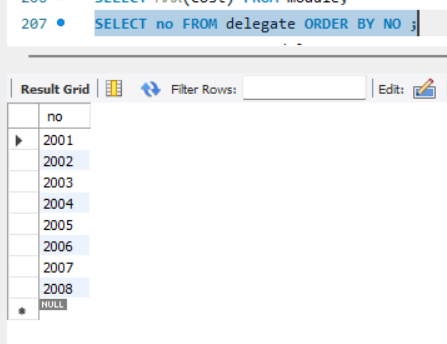 207 SELECT no FROM delegate ORDER BY NO ;
Result Grid Filter Rows: Edit:
no
2001
2002
2003
2004
2005
2006
2007
2008
NULL